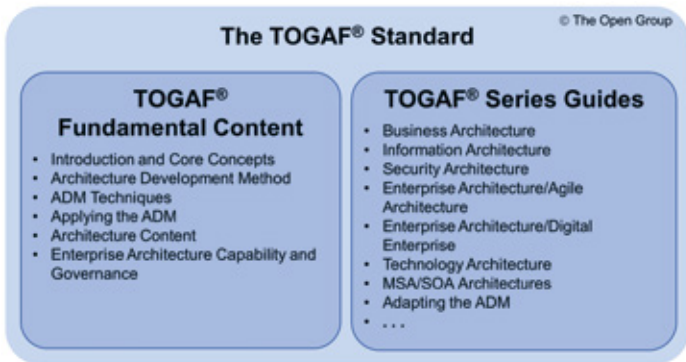 © The Open Group
The TOGAF® Standard
TOGAF®
Fundamental Content
• Introduction and Core Concepts
• Architecture Development Method
• ADM Techniques
• Applying the ADM
• Architecture Content
• Enterprise Architecture Capability and
Governance
TOGAF® Series Guides
• Business Architecture
• Information Architecture
• Security Architecture
• Enterprise Architecture/Agile
Architecture
• Enterprise Architecture/Digital
Enterprise
• Technology Architecture
• MSA/SOA Architectures
• Adapting the ADM
• . . .